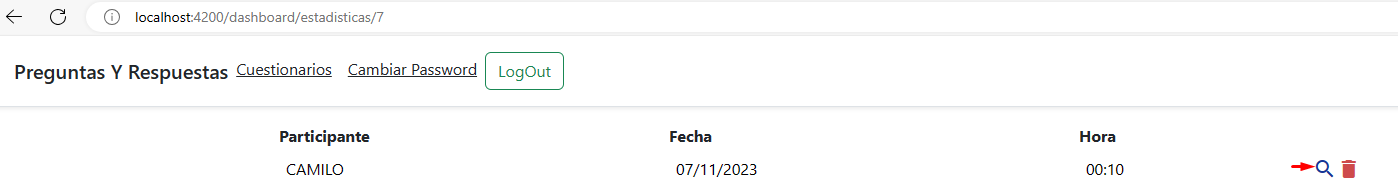 localhost:4200/dashboard/estadisticas/7
Preguntas Y Respuestas Cuestionarios Cambiar Password LogOut
Participante Fecha Hora
CAMILO 07/11/2023 00:10